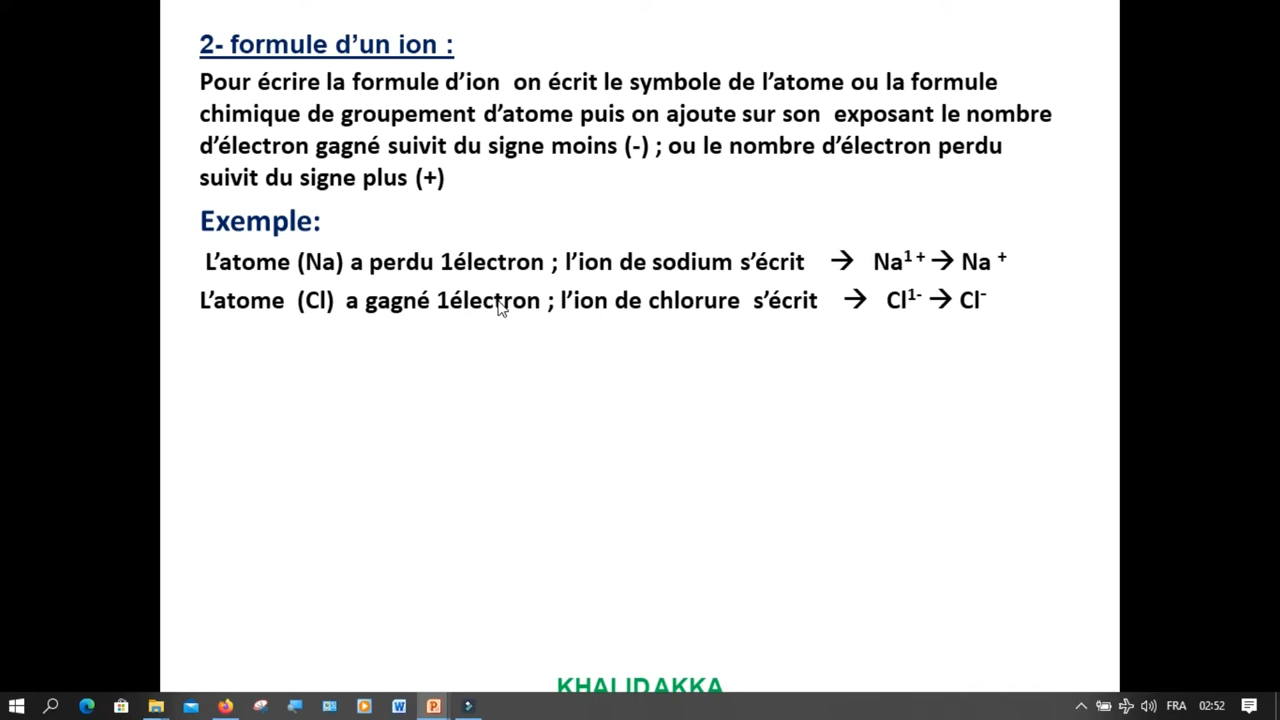 2- formule d’un ion :
Pour écrire la formule d’ion on écrit le symbole de l’atome ou la formule
chimique de groupement d’atome puis on ajoute sur son exposant le nombre
d’électron gagné suivit du signe moins (-) ; ou le nombre d’électron perdu
suivit du signe plus (+)
Exemple:
L’atome (Na) a perdu 1électron ; l’ion de sodium s’écrit → Na¹⁺ → Na ⁺
L’atome (Cl) a gagné 1électron ; l’ion de chlorure s’écrit → Cl¹⁻ → Cl⁻
KHALIDAKKA
FRA 02:52